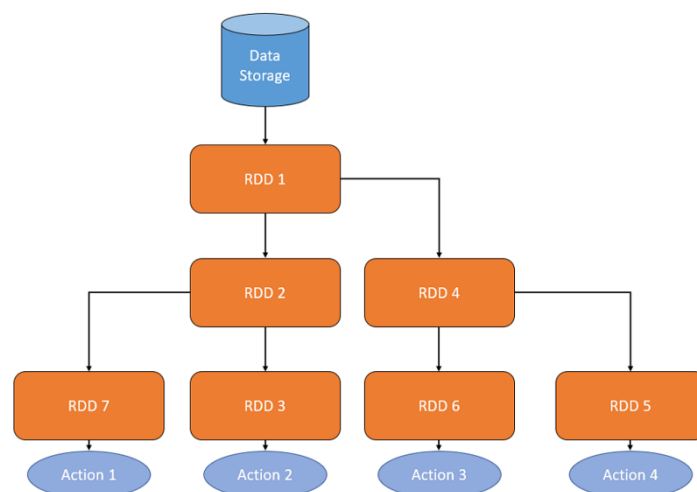 Data
Storage
RDD 1
RDD 2
RDD 4
RDD 7
RDD 3
RDD 6
RDD 5
Action 1
Action 2
Action 3
Action 4